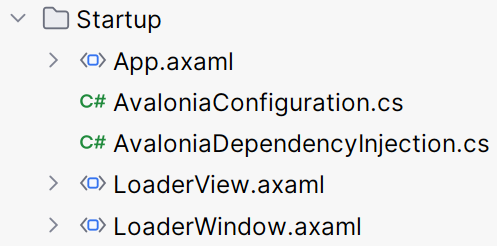 Startup
App.axaml
C# AvaloniaConfiguration.cs
C# AvaloniaDependencyInjection.cs
LoaderView.axaml
LoaderWindow.axaml